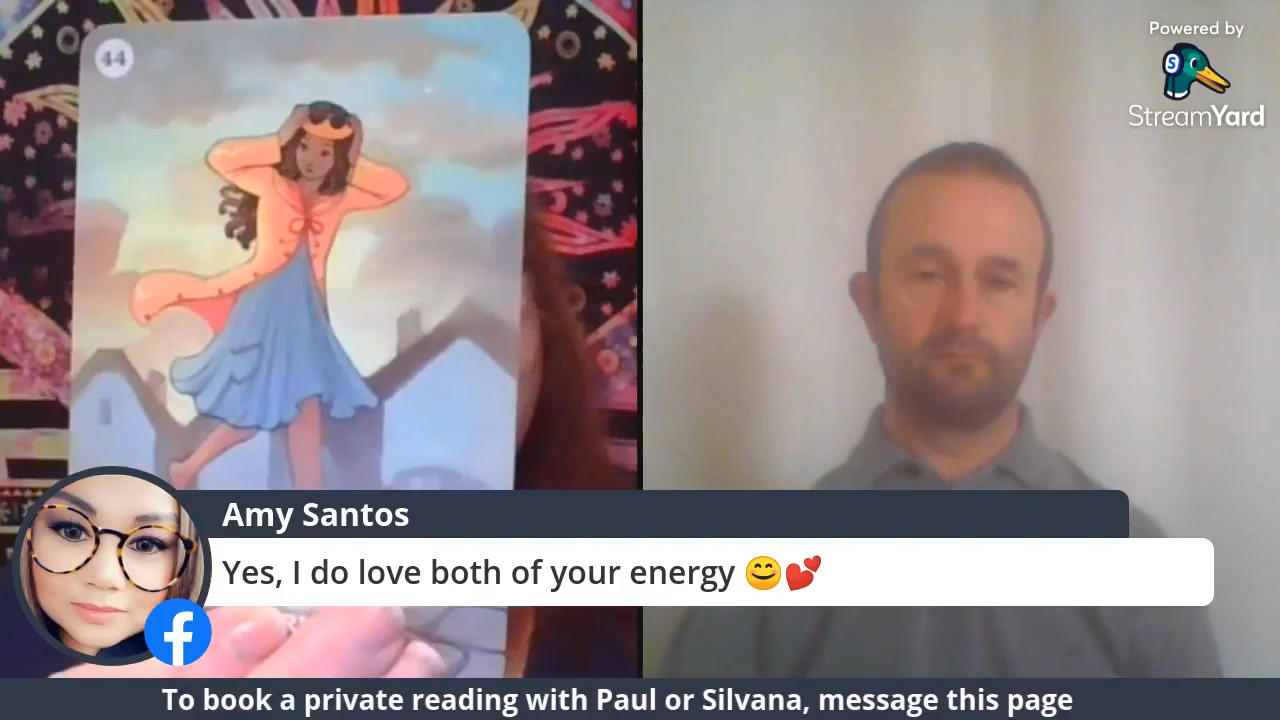 44
Powered by
StreamYard
Amy Santos
Yes, I do love both of your energy 😊💕
To book a private reading with Paul or Silvana, message this page